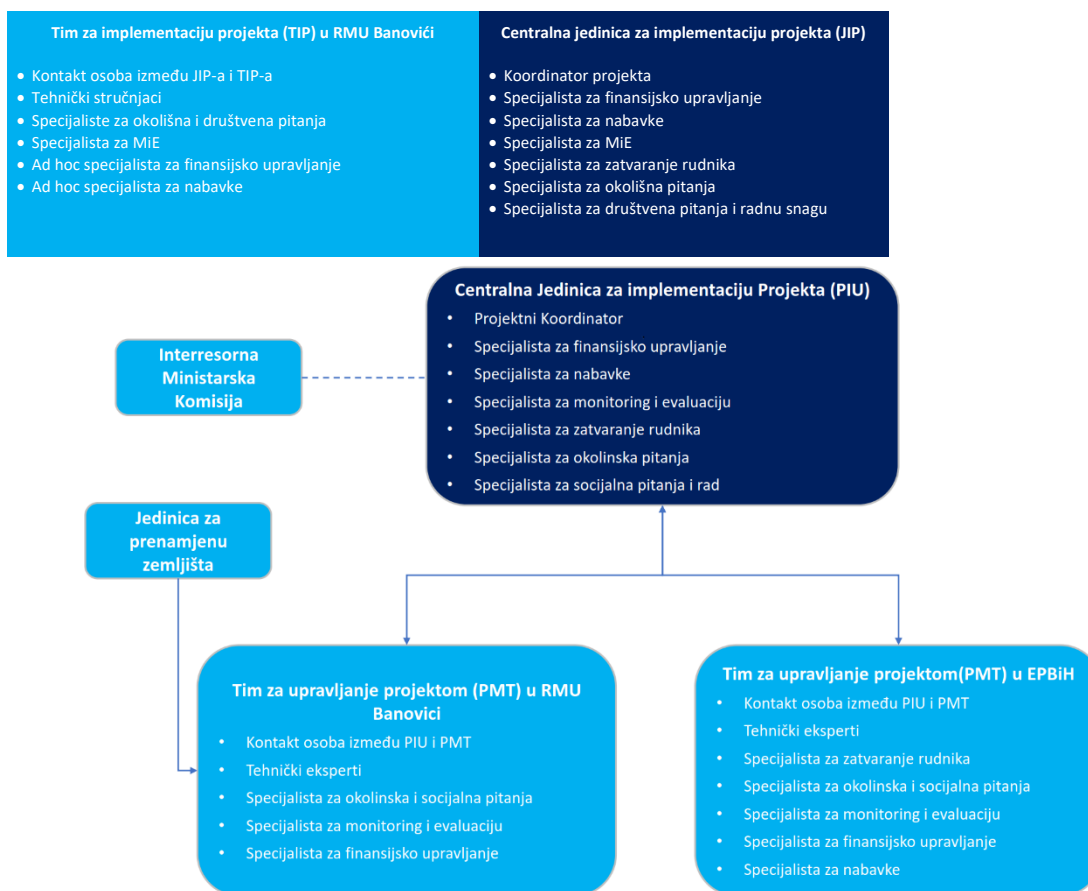 Tim za implementaciju projekta (TIP) u RMU Banovići
• Kontakt osoba između JIP-a i TIP-a
• Tehnički stručnjaci
• Specijaliste za okolišna i društvena pitanja
• Specijalista za MiE
• Ad hoc specijalista za finansijsko upravljanje
• Ad hoc specijalista za nabavke
Centralna jedinica za implementaciju projekta (JIP)
• Koordinator projekta
• Specijalista za finansijsko upravljanje
• Specijalista za nabavke
• Specijalista za MiE
• Specijalista za zatvaranje rudnika
• Specijalista za okolišna pitanja
• Specijalista za društvena pitanja i radnu snagu
Centralna Jedinica za implementaciju Projekta (PIU)
• Projektni Koordinator
• Specijalista za finansijsko upravljanje
• Specijalista za nabavke
• Specijalista za monitoring i evaluaciju
• Specijalista za zatvaranje rudnika
• Specijalista za okolinska pitanja
• Specijalista za socijalna pitanja i rad
Interresorna
Ministarska
Komisija
Jedinica za
prenamjenu
zemljišta
Tim za upravljanje projektom (PMT) u RMU
Banovici
• Kontakt osoba između PIU i PMT
• Tehnički eksperti
• Specijalista za okolinska i socijalna pitanja
• Specijalista za monitoring i evaluaciju
• Specijalista za finansijsko upravljanje
Tim za upravljanje projektom(PMT) u EPBiH
• Kontakt osoba između PIU i PMT
• Tehnički eksperti
• Specijalista za zatvaranje rudnika
• Specijalista za okolinska i socijalna pitanja
• Specijalista za monitoring i evaluaciju
• Specijalista za finansijsko upravljanje
• Specijalista za nabavke